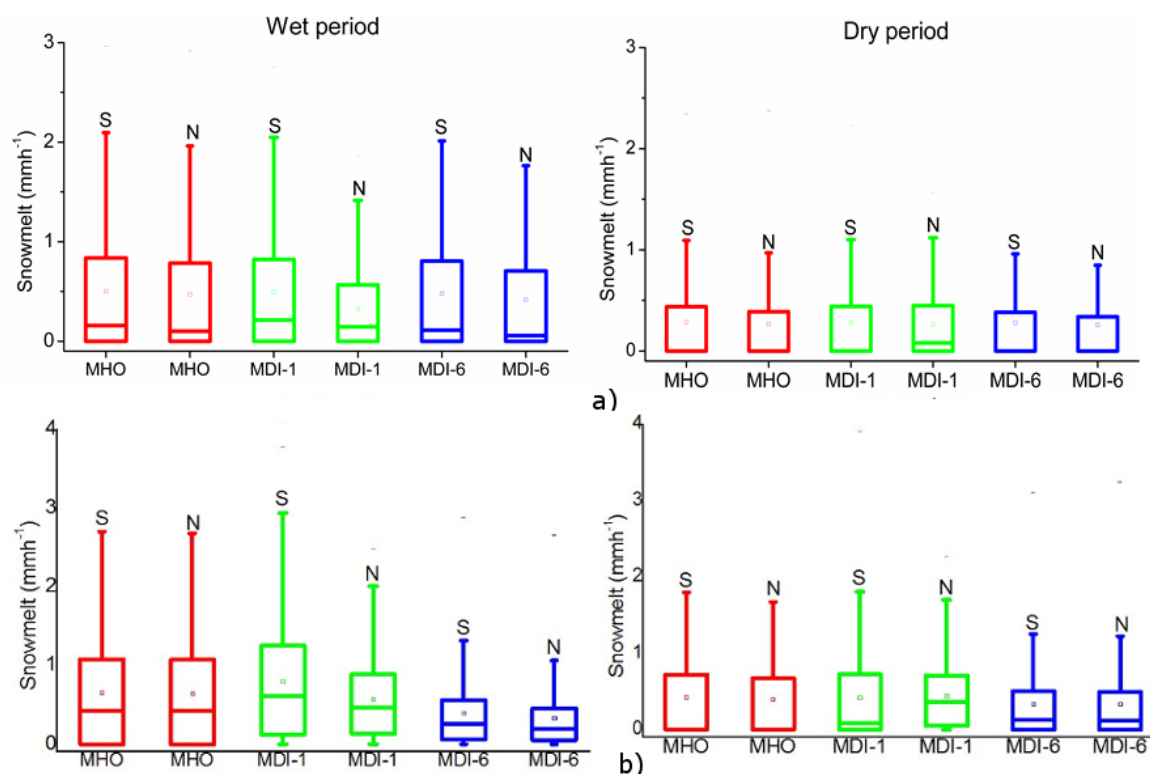 Wet period
3
2
1
0
Snowmelt (mmh⁻¹)
S
N
S
N
S
N
MHO
MHO
MDI-1
MDI-1
MDI-6
MDI-6
Dry period
3
2
1
0
Snowmelt (mmh⁻¹)
S
N
S
N
S
N
MHO
MHO
MDI-1
MDI-1
MDI-6
MDI-6
a)
4
3
2
1
0
Snowmelt (mmh⁻¹)
S
N
S
N
S
N
MHO
MHO
MDI-1
MDI-1
MDI-6
MDI-6
4
3
2
1
0
Snowmelt (mmh⁻¹)
S
N
S
N
S
N
MHO
MHO
MDI-1
MDI-1
MDI-6
MDI-6
b)